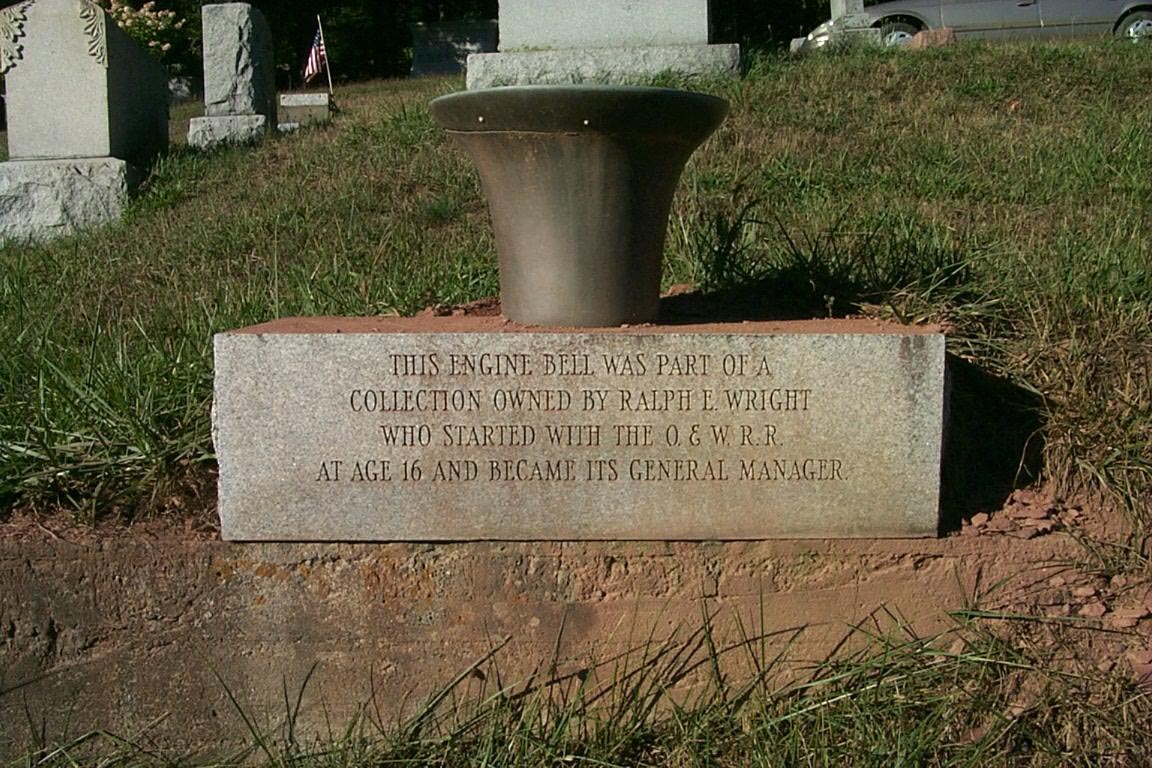 THIS ENGINE BELL WAS PART OF A
COLLECTION OWNED BY RALPH E. WRIGHT
WHO STARTED WITH THE O. & W. R. R.
AT AGE 16 AND BECAME ITS GENERAL MANAGER.